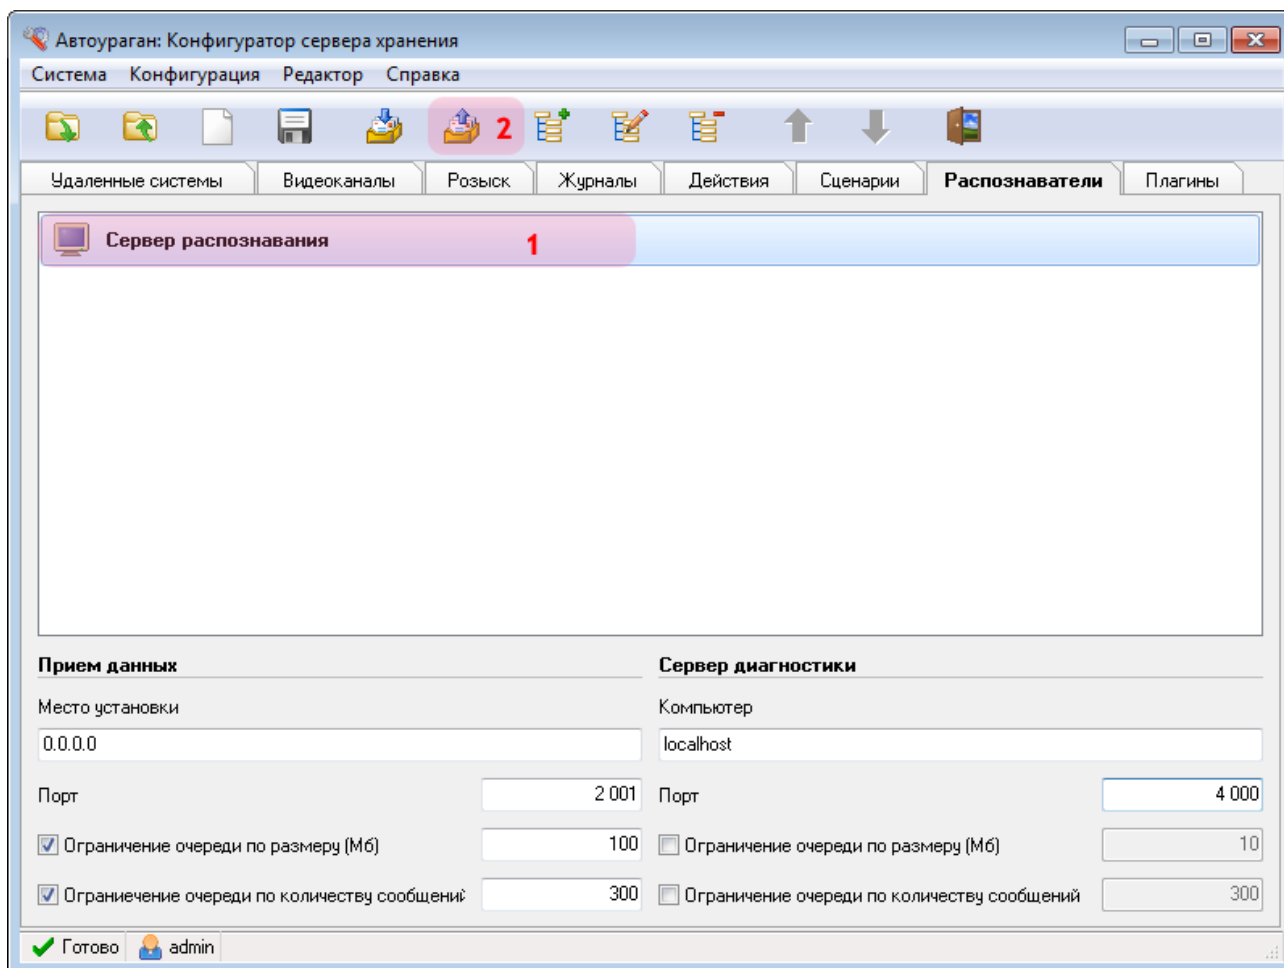 Автоураган: Конфигуратор сервера хранения
Система Конфигурация Редактор Справка
2
Удаленные системы Видеоканалы Розыск Журналы Действия Сценарии Распознаватели Плагины
Сервер распознавания 1
Прием данных Сервер диагностики
Место установки Компьютер
0.0.0.0 localhost
Порт 2 001 Порт 4 000
Ограничение очереди по размеру (Мб) 100 Ограничение очереди по размеру (Мб) 10
Ограниечение очереди по количеству сообщений 300 Ограничение очереди по количеству сообщений 300
Готово admin